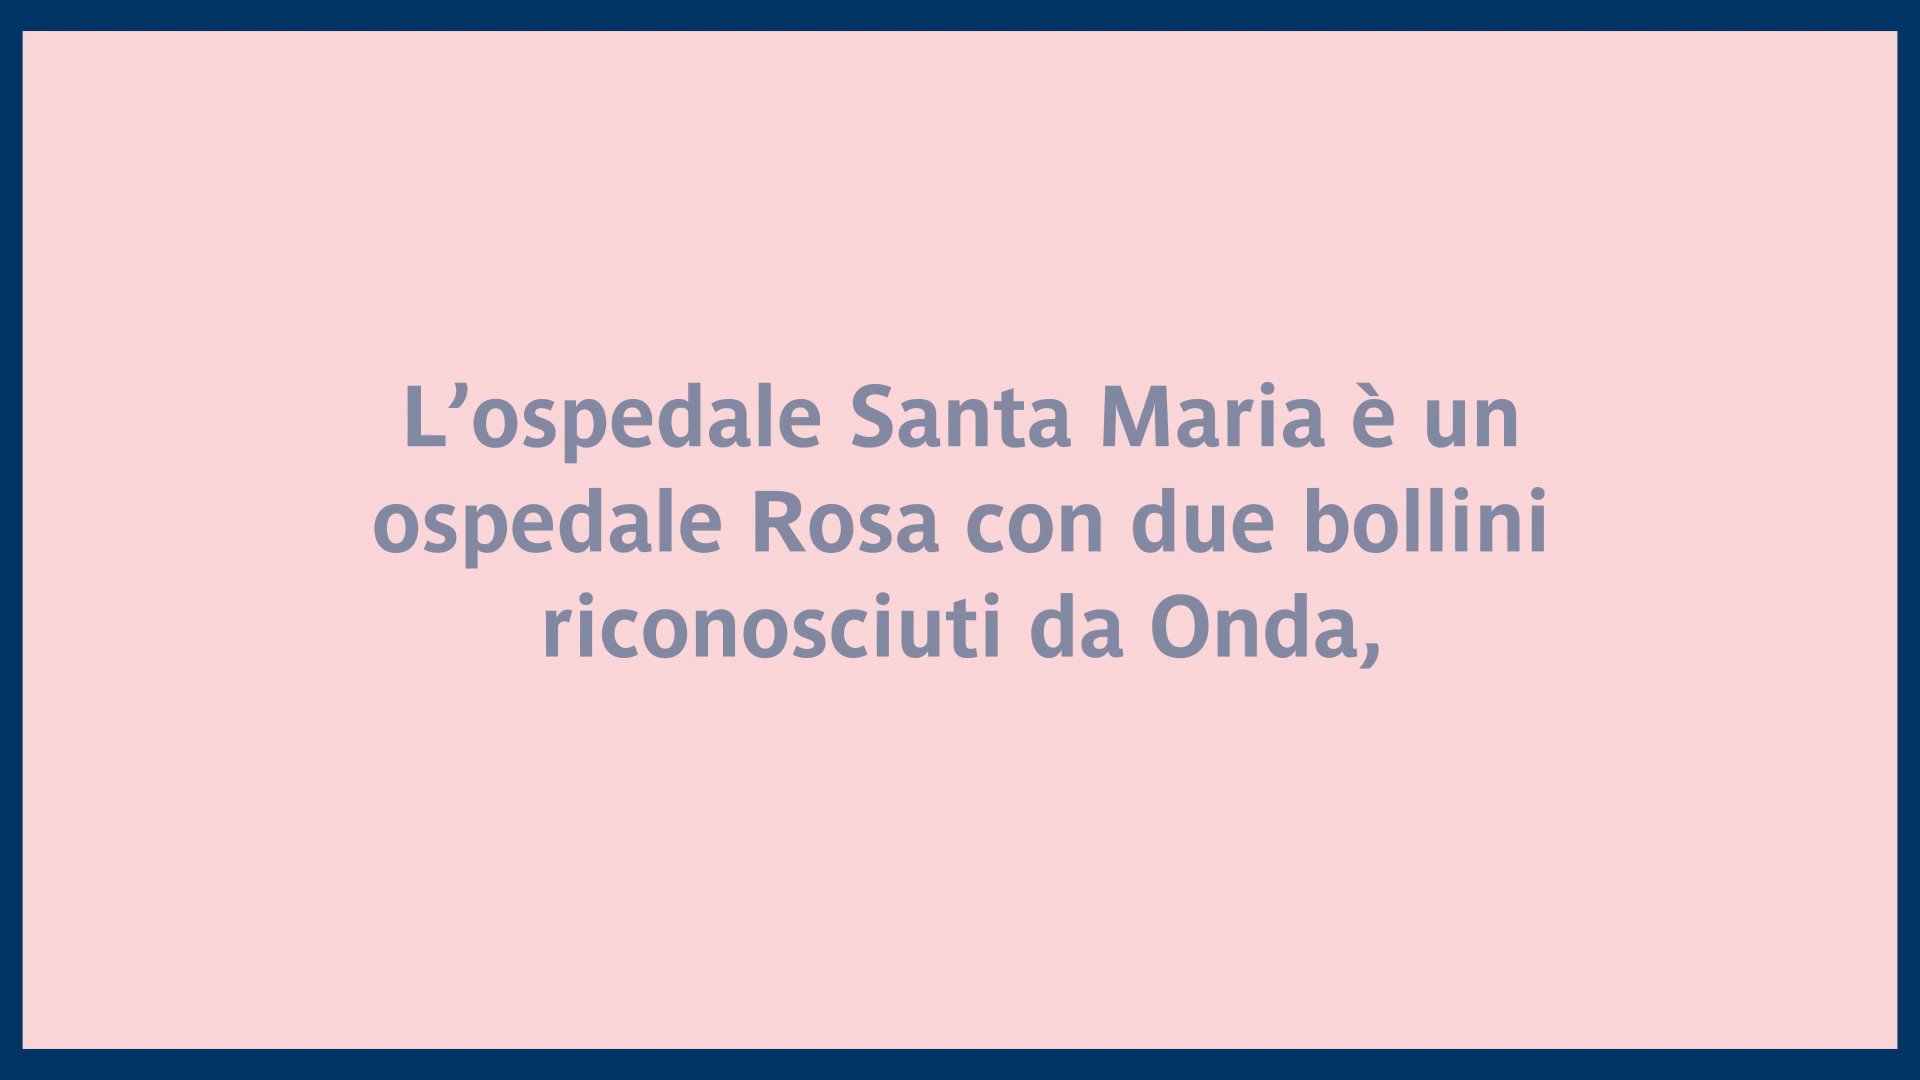 L’ospedale Santa Maria è un
ospedale Rosa con due bollini
riconosciuti da Onda,